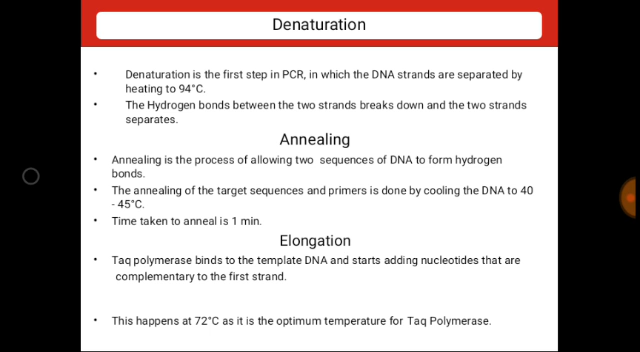 Denaturation
• Denaturation is the first step in PCR, in which the DNA strands are separated by
heating to 94°C.
• The Hydrogen bonds between the two strands breaks down and the two strands
separates.
Annealing
• Annealing is the process of allowing two sequences of DNA to form hydrogen
bonds.
• The annealing of the target sequences and primers is done by cooling the DNA to 40
- 45°C.
• Time taken to anneal is 1 min.
Elongation
• Taq polymerase binds to the template DNA and starts adding nucleotides that are
complementary to the first strand.
• This happens at 72°C as it is the optimum temperature for Taq Polymerase.